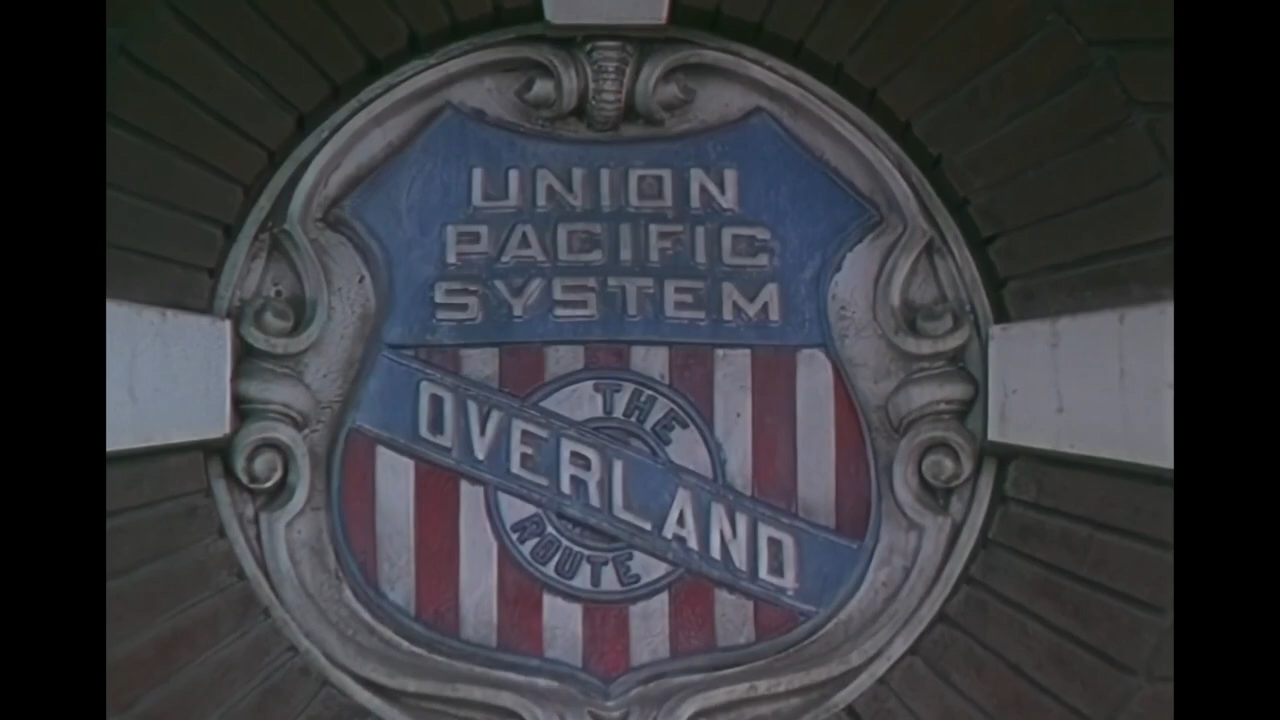 UNION
PACIFIC
SYSTEM
THE
OVERLAND
ROUTE